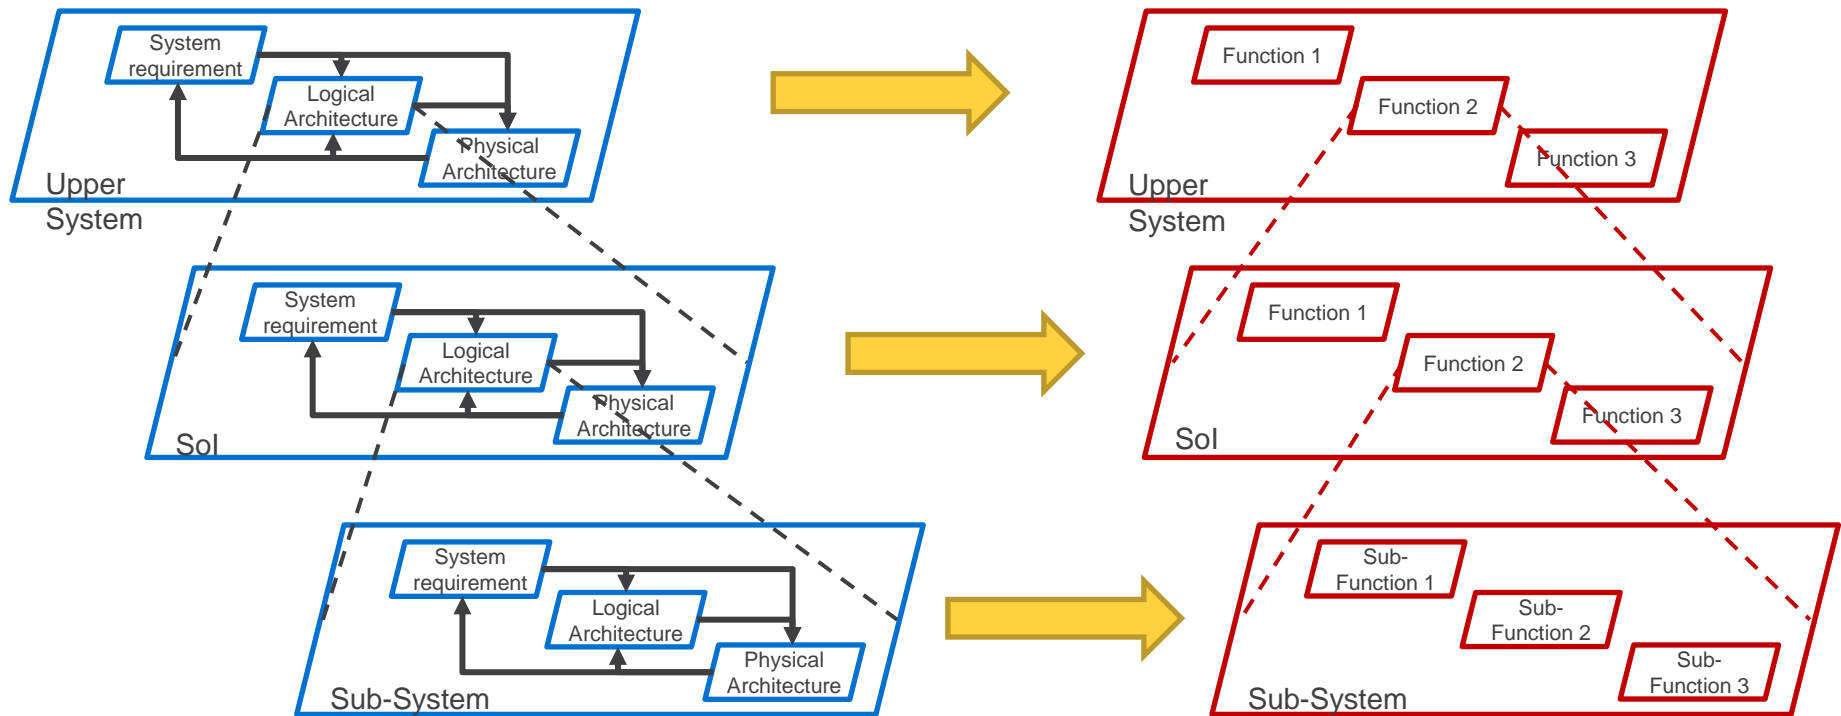 System
requirement
Logical
Architecture
Physical
Architecture
Upper
System
Function 1
Function 2
Function 3
Upper
System
System
requirement
Logical
Architecture
Physical
Architecture
SoI
Function 1
Function 2
Function 3
SoI
System
requirement
Logical
Architecture
Physical
Architecture
Sub-System
Sub-
Function 1
Sub-
Function 2
Sub-
Function 3
Sub-System